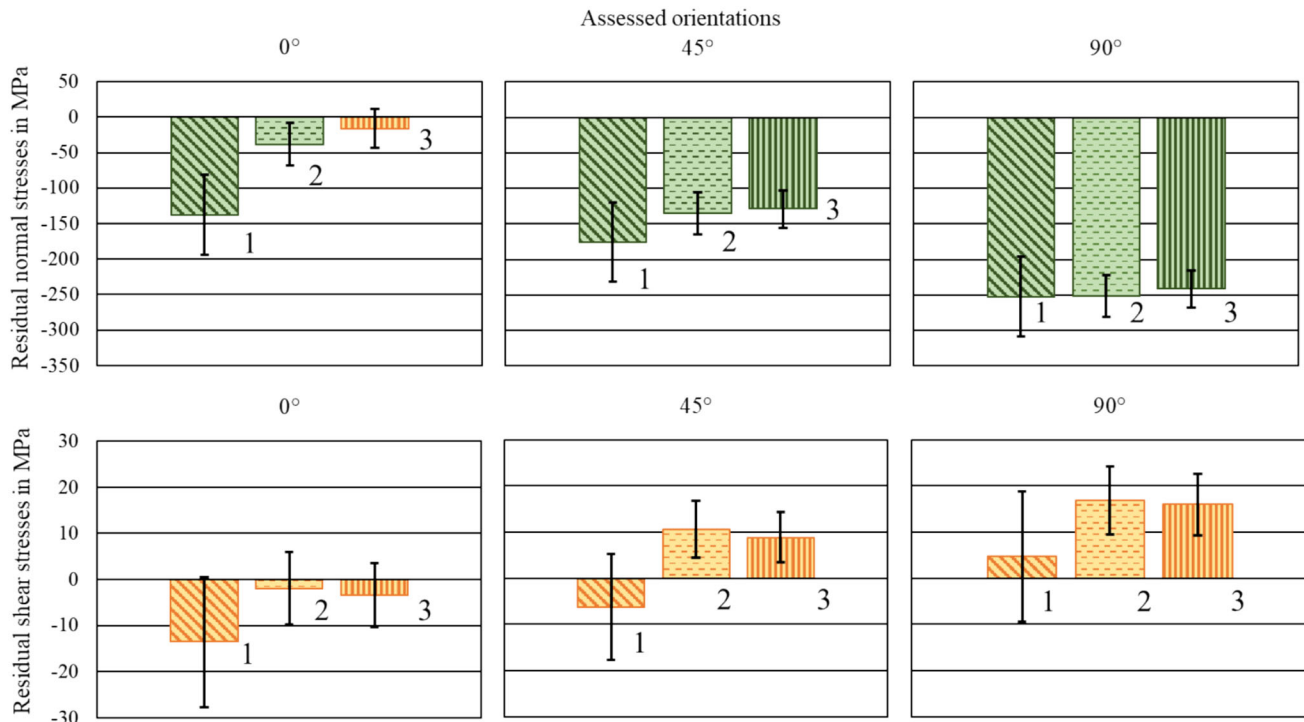 Assessed orientations
0° 45° 90°
Residual normal stresses in MPa
50
0
-50
-100
-150
-200
-250
-300
-350
1 2 3
1 2 3
1 2 3
0° 45° 90°
Residual shear stresses in MPa
30
20
10
0
-10
-20
-30
1 2 3
1 2 3
1 2 3